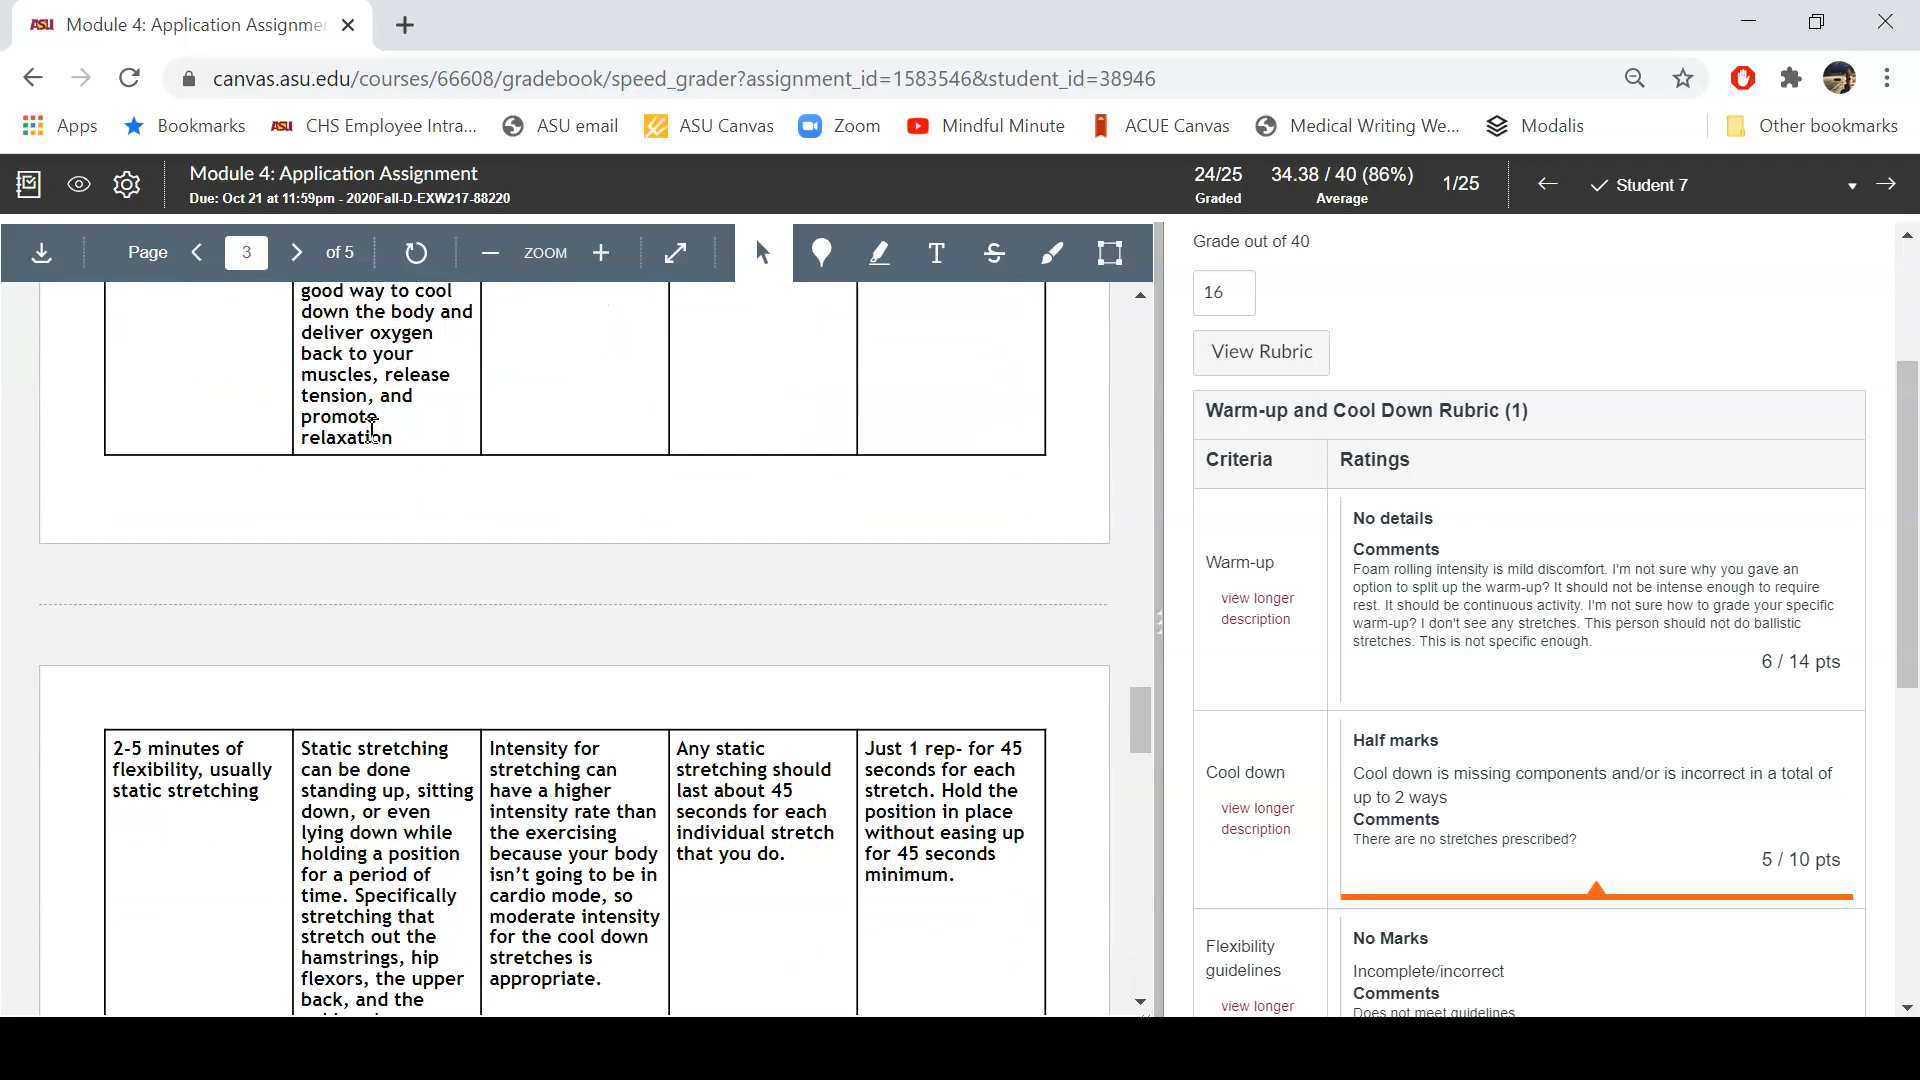 ASU Module 4: Application Assignme
canvas.asu.edu/courses/66608/gradebook/speed_grader?assignment_id=1583546&student_id=38946
Apps Bookmarks ASU CHS Employee Intra... ASU email ASU Canvas Zoom Mindful Minute ACUE Canvas Medical Writing We... Modalis Other bookmarks
Module 4: Application Assignment
Due: Oct 21 at 11:59pm - 2020Fall-D-EXW217-88220
24/25
Graded
34.38 / 40 (86%)
Average
1/25
Student 7
Page 3 of 5 ZOOM
good way to cool
down the body and
deliver oxygen
back to your
muscles, release
tension, and
promote
relaxation
2-5 minutes of
flexibility, usually
static stretching
Static stretching
can be done
standing up, sitting
down, or even
lying down while
holding a position
for a period of
time. Specifically
stretching that
stretch out the
hamstrings, hip
flexors, the upper
back, and the
Intensity for
stretching can
have a higher
intensity rate than
the exercising
because your body
isn't going to be in
cardio mode, so
moderate intensity
for the cool down
stretches is
appropriate.
Any static
stretching should
last about 45
seconds for each
individual stretch
that you do.
Just 1 rep- for 45
seconds for each
stretch. Hold the
position in place
without easing up
for 45 seconds
minimum.
Grade out of 40
16
View Rubric
Warm-up and Cool Down Rubric (1)
Criteria Ratings
Warm-up
view longer
description
No details
Comments
Foam rolling intensity is mild discomfort. I'm not sure why you gave an
option to split up the warm-up? It should not be intense enough to require
rest. It should be continuous activity. I'm not sure how to grade your specific
warm-up? I don't see any stretches. This person should not do ballistic
stretches. This is not specific enough.
6 / 14 pts
Cool down
view longer
description
Half marks
Cool down is missing components and/or is incorrect in a total of
up to 2 ways
Comments
There are no stretches prescribed?
5 / 10 pts
Flexibility
guidelines
view longer
No Marks
Incomplete/incorrect
Comments
Does not meet guidelines